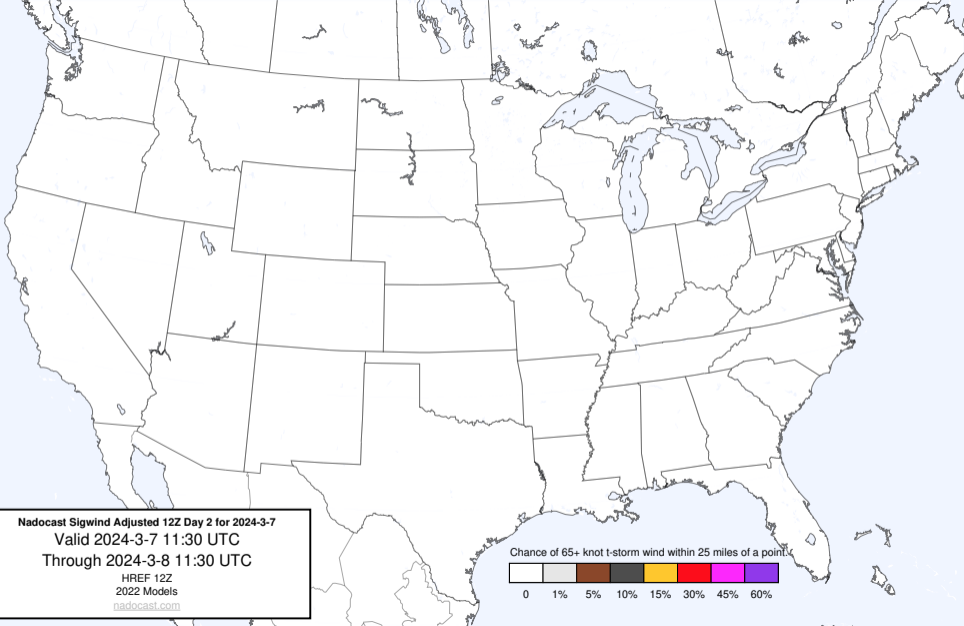 Nadocast Sigwind Adjusted 12Z Day 2 for 2024-3-7
Valid 2024-3-7 11:30 UTC
Through 2024-3-8 11:30 UTC
HREF 12Z
2022 Models
nadocast.com
Chance of 65+ knot t-storm wind within 25 miles of a point.
0 1% 5% 10% 15% 30% 45% 60%